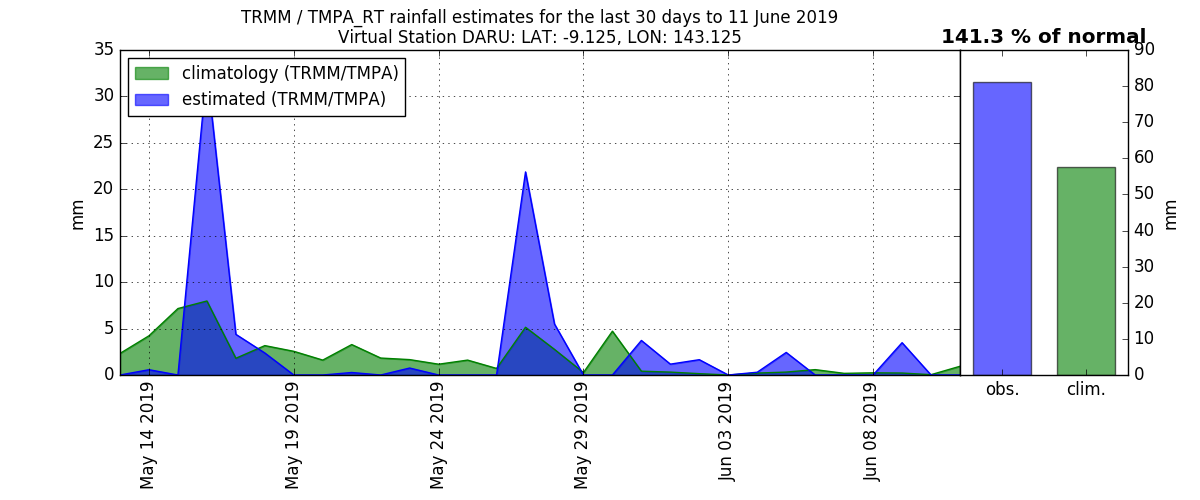 TRMM / TMPA_RT rainfall estimates for the last 30 days to 11 June 2019
Virtual Station DARU: LAT: -9.125, LON: 143.125
141.3 % of normal
climatology (TRMM/TMPA)
estimated (TRMM/TMPA)
35
30
25
20
15
10
5
0
mm
May 14 2019
May 19 2019
May 24 2019
May 29 2019
Jun 03 2019
Jun 08 2019
90
80
70
60
50
40
30
20
10
0
mm
obs.
clim.